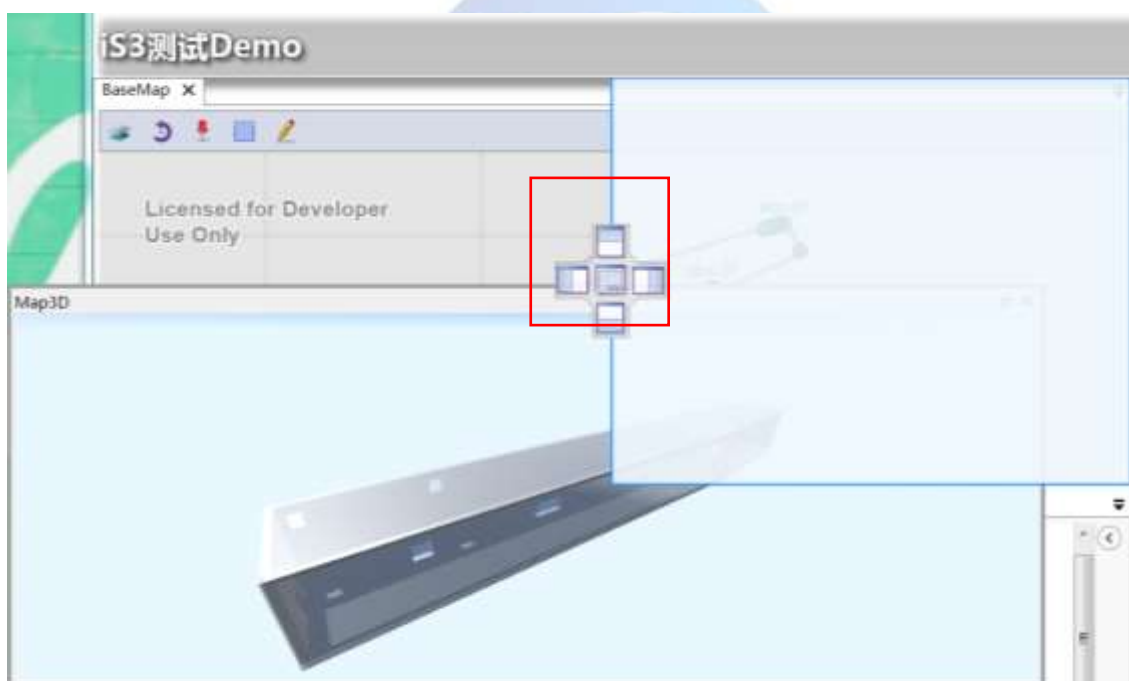 iS3测试Demo
BaseMap X
Licensed for Developer
Use Only
Map3D